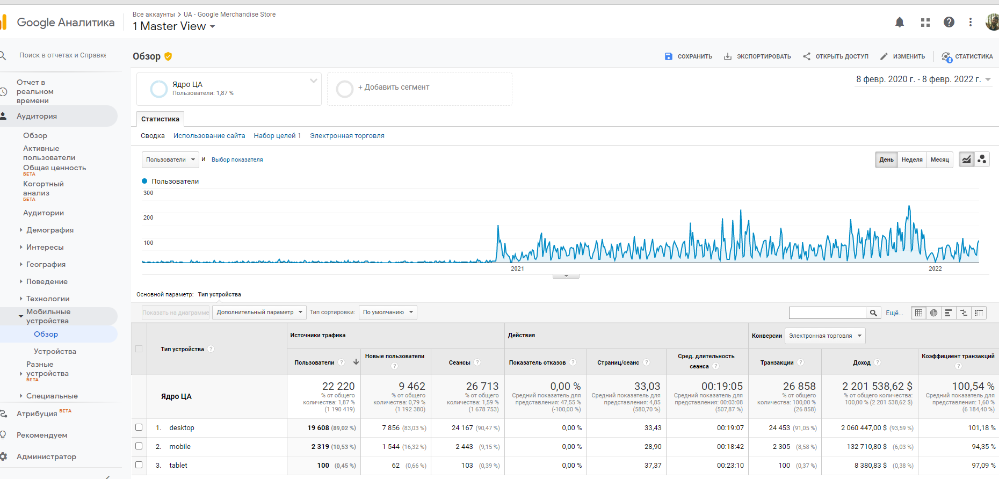 Все аккаунты > UA - Google Merchandise Store
Google Аналитика
1 Master View
Поиск в отчетах и Справке
Обзор
СОХРАНИТЬ
ЭКСПОРТИРОВАТЬ
ОТКРЫТЬ ДОСТУП
ИЗМЕНИТЬ
8
СТАТИСТИКА
Отчет в
реальном
времени
Аудитория
Обзор
Активные
пользователи
Общая ценность
БЕТА
Когортный
анализ
БЕТА
Аудитории
Демография
Интересы
География
Поведение
Технологии
Мобильные
устройства
Обзор
Устройства
Разные
устройства
БЕТА
Специальные
Атрибуция БЕТА
Рекомендуем
Администратор
Ядро ЦА
Пользователи: 1,87 %
+ Добавить сегмент
8 февр. 2020 г. - 8 февр. 2022 г.
Статистика
Сводка Использование сайта Набор целей 1 Электронная торговля
Пользователи и Выбор показателя
День Неделя Месяц
Пользователи
300
200
100
2021 2022
Основной параметр: Тип устройства
Показать на диаграмме Дополнительный параметр Тип сортировки: По умолчанию Ещё...
Тип устройства ?
Источники трафика Действия Конверсии Электронная торговля
Пользователи ? Новые пользователи ? Сеансы ? Показатель отказов ? Страниц/сеанс ? Сред. длительность сеанса ? Транзакции ? Доход ? Коэффициент транзакций ?
Ядро ЦА
22 220
% от общего
количества: 1,87 %
(1 190 419)
9 462
% от общего
количества: 0,79 %
(1 192 380)
26 713
% от общего
количества: 1,59 %
(1 678 753)
0,00 %
Средний показатель для
представления: 47,55 %
(-100,00 %)
33,03
Средний показатель для
представления: 4,85
(580,70 %)
00:19:05
Средний показатель для
представления: 00:03:08
(507,87 %)
26 858
% от общего
количества: 100,00 %
(26 858)
2 201 538,62 $
% от общего количества:
100,00 % (2 201 538,62 $)
100,54 %
Средний показатель для
представления: 1,60 %
(6 184,40 %)
1. desktop 19 608 (89,02 %) 7 856 (83,03 %) 24 167 (90,47 %) 0,00 % 33,43 00:19:07 24 453 (91,05 %) 2 060 447,00 $ (93,59 %) 101,18 %
2. mobile 2 319 (10,53 %) 1 544 (16,32 %) 2 443 (9,15 %) 0,00 % 28,90 00:18:42 2 305 (8,58 %) 132 710,80 $ (6,03 %) 94,35 %
3. tablet 100 (0,45 %) 62 (0,66 %) 103 (0,39 %) 0,00 % 37,37 00:23:10 100 (0,37 %) 8 380,83 $ (0,38 %) 97,09 %